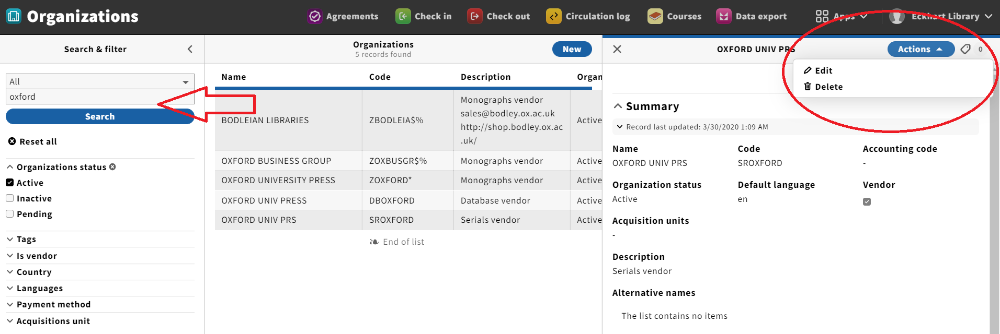 Organizations
Agreements
Check in
Check out
Circulation log
Courses
Data export
Apps
Eckhart Library
Search & filter
All
oxford
Search
Reset all
Organizations status
Active
Inactive
Pending
Tags
Is vendor
Country
Languages
Payment method
Acquisitions unit
Organizations
5 records found
New
Name Code Description Organ
BODLEIAN LIBRARIES ZBODLEIA$% Monographs vendor
sales@bodley.ox.ac.uk
http://shop.bodley.ox.ac
.uk/ Active
OXFORD BUSINESS GROUP ZOXBUSGR$% Monographs vendor Active
OXFORD UNIVERSITY PRESS ZOXFORD* Monographs vendor Active
OXFORD UNIV PRESS DBOXFORD Database vendor Active
OXFORD UNIV PRS SROXFORD Serials vendor Active
End of list
OXFORD UNIV PRS
Actions
0
Edit
Delete
Summary
Record last updated: 3/30/2020 1:09 AM
Name Code Accounting code
OXFORD UNIV PRS SROXFORD -
Organization status Default language Vendor
Active en
Acquisition units
-
Description
Serials vendor
Alternative names
The list contains no items